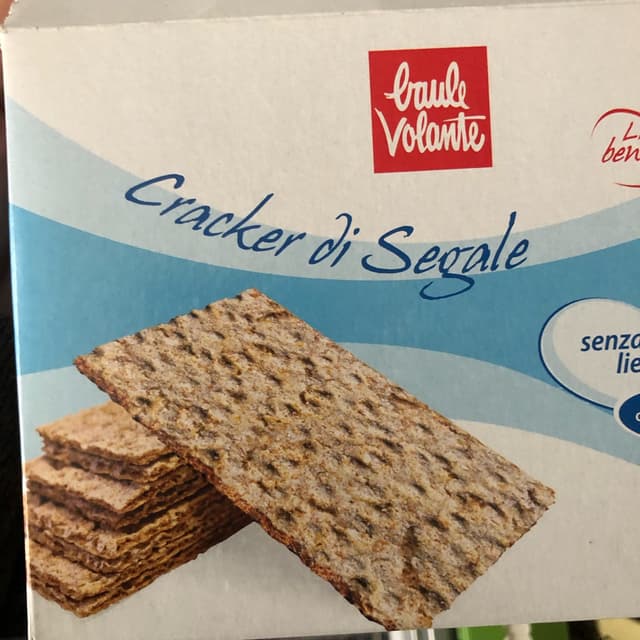 baule
volante
Cracker di Segale
senza
lie